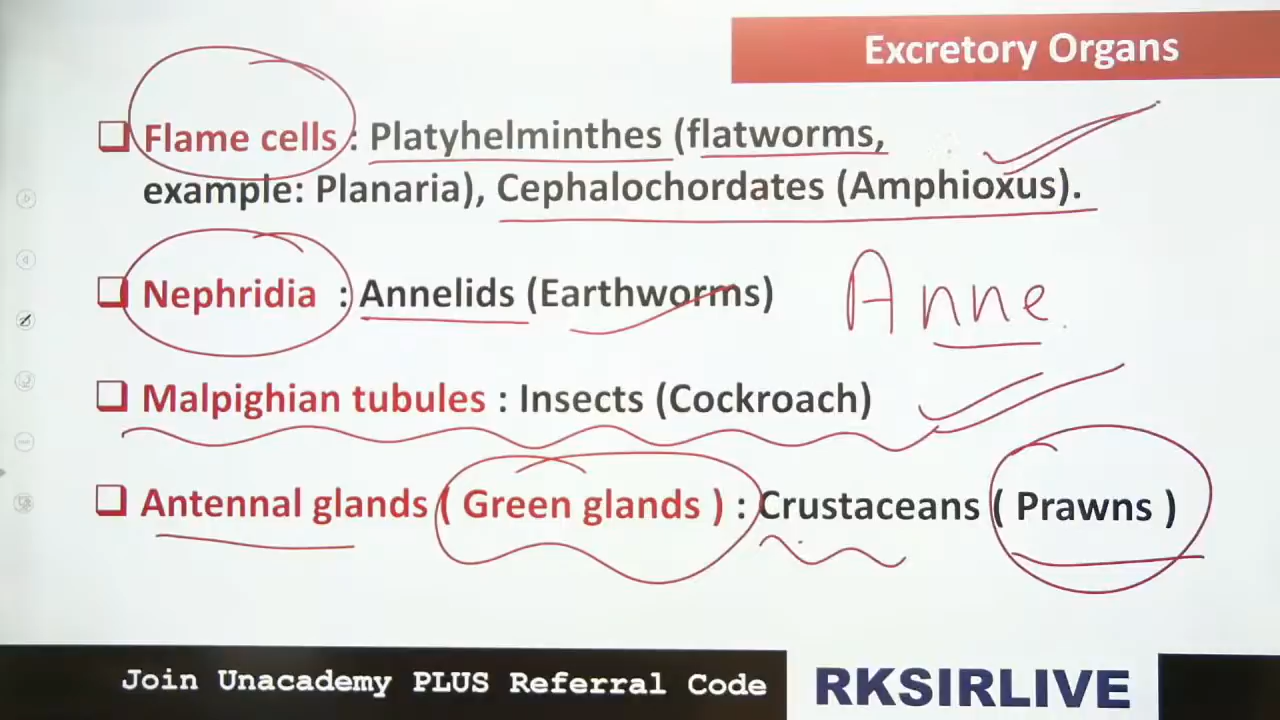 Excretory Organs
❑ Flame cells : Platyhelminthes (flatworms,
example: Planaria), Cephalochordates (Amphioxus).
❑ Nephridia : Annelids (Earthworms)
Anne
❑ Malpighian tubules : Insects (Cockroach)
❑ Antennal glands ( Green glands ) : Crustaceans ( Prawns )
Join Unacademy PLUS Referral Code
RKSIRLIVE